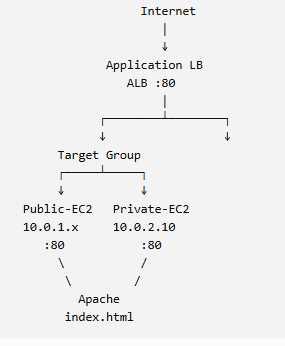 Internet
Application LB
ALB :80
Target Group
Public-EC2 Private-EC2
10.0.1.x 10.0.2.10
:80 :80
Apache
index.html